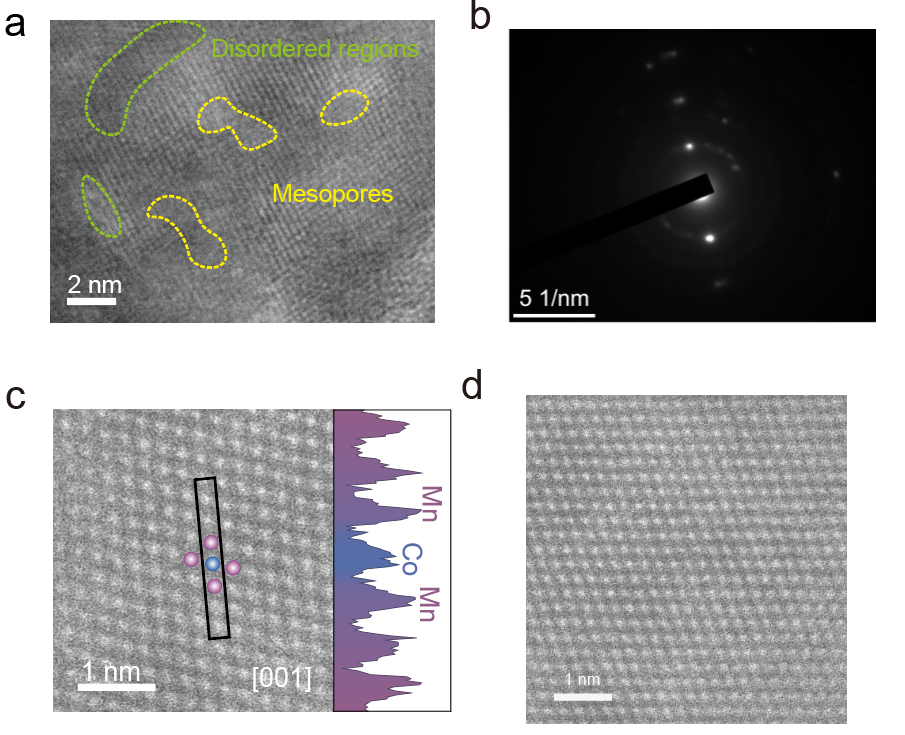 a
Disordered regions
Mesopores
2 nm
b
5 1/nm
c
1 nm
[001]
Mn
Co
Mn
d
1 nm